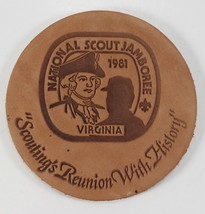 NATIONAL SCOUT JAMBOREE
1981
VIRGINIA
"Scouting's Reunion With History"